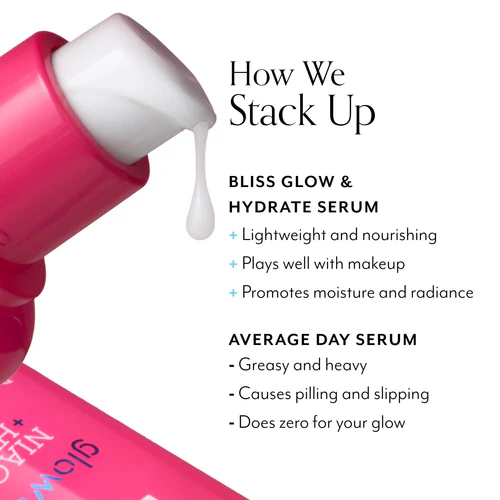 How We
Stack Up
BLISS GLOW &
HYDRATE SERUM
+ Lightweight and nourishing
+ Plays well with makeup
+ Promotes moisture and radiance
AVERAGE DAY SERUM
- Greasy and heavy
- Causes pilling and slipping
- Does zero for your glow
glow
+